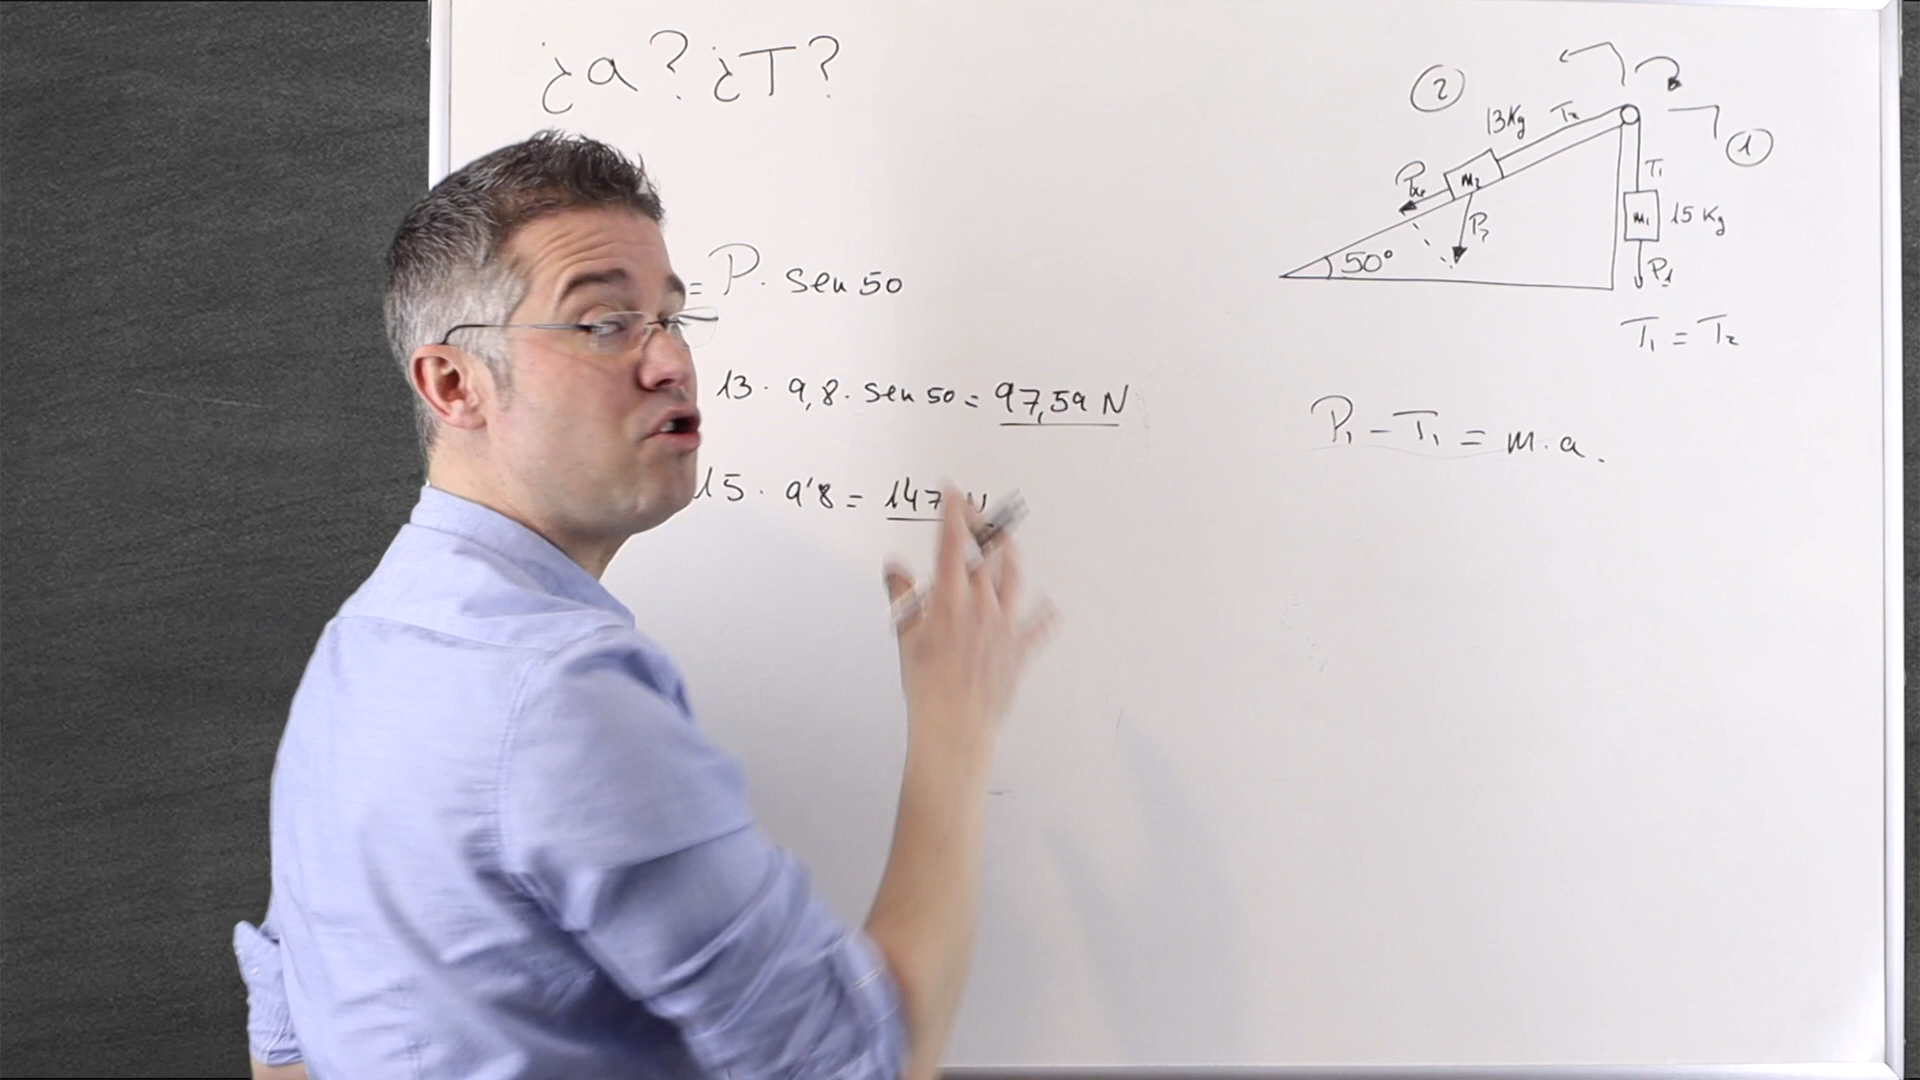 ¿a? ¿T?
= P. sen 50
13 · 9,8 · sen 50 = 97,59 N
15 · 9'8 = 147 N
2
13 Kg
T₂
1
T₁
m₂
m₁
15 Kg
P₂
50°
P₁
T₁ = T₂
P₁ - T₁ = m.a.